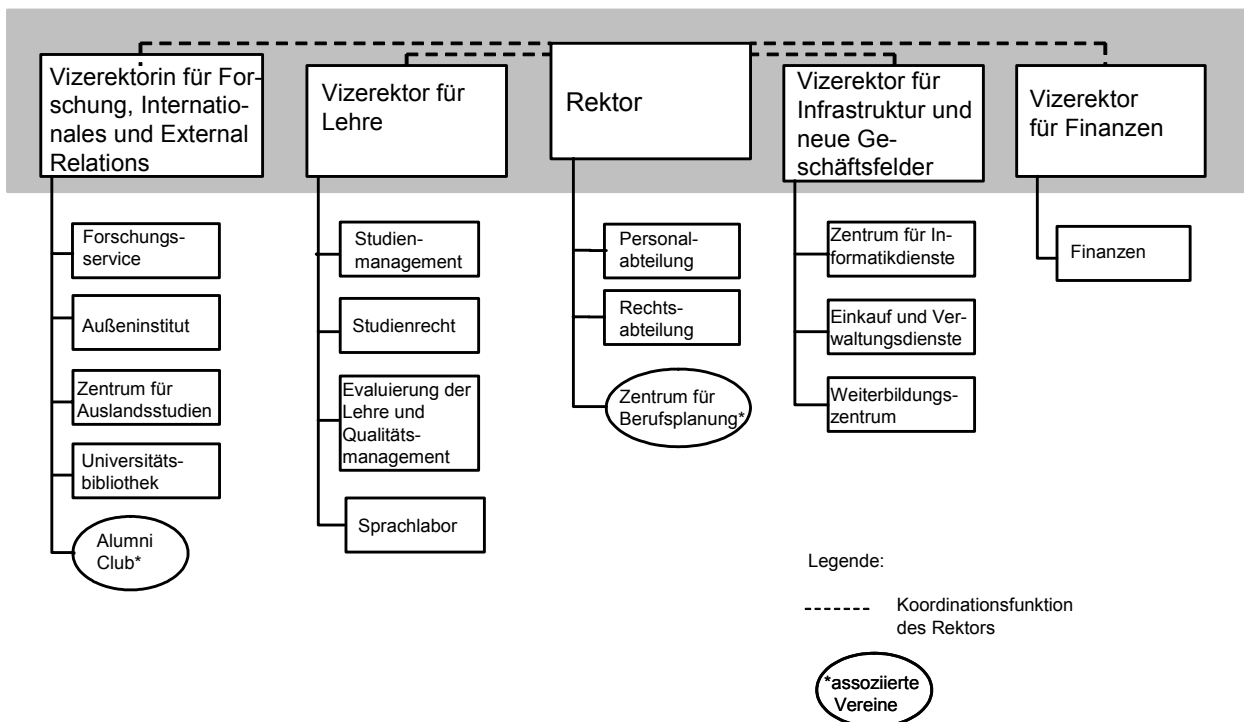 Vizerektorin für For-
schung, Internatio-
nales und External
Relations
Vizerektor für
Lehre
Rektor
Vizerektor für
Infrastruktur und
neue Ge-
schäftsfelder
Vizerektor
für Finanzen
Forschungs-
service
Außeninstitut
Zentrum für
Auslandsstudien
Universitäts-
bibliothek
Alumni
Club*
Studien-
management
Studienrecht
Evaluierung der
Lehre und
Qualitäts-
management
Sprachlabor
Personal-
abteilung
Rechts-
abteilung
Zentrum für
Berufsplanung*
Zentrum für In-
formatikdienste
Einkauf und Ver-
waltungsdienste
Weiterbildungs-
zentrum
Finanzen
Legende:
Koordinationsfunktion
des Rektors
*assoziierte
Vereine